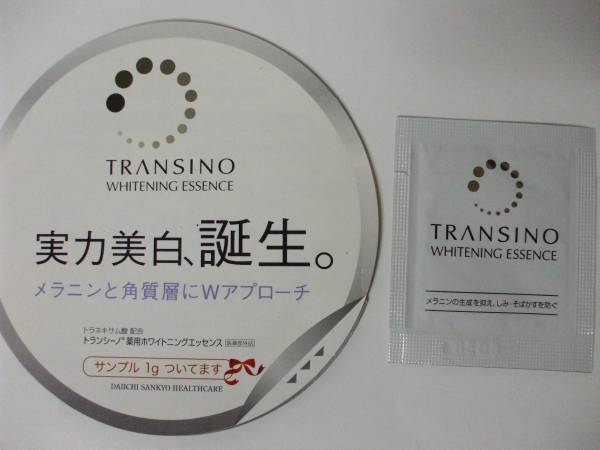 TRANSINO
WHITENING ESSENCE
実力美白、誕生。
メラニンと角質層にWアプローチ
トラネキサム酸 配合
トランシーノ®薬用ホワイトニングエッセンス 医薬部外品
サンプル 1g ついてます
DAIICHI SANKYO HEALTHCARE
TRANSINO
WHITENING ESSENCE
メラニンの生成を抑え、しみ・そばかすを防ぐ